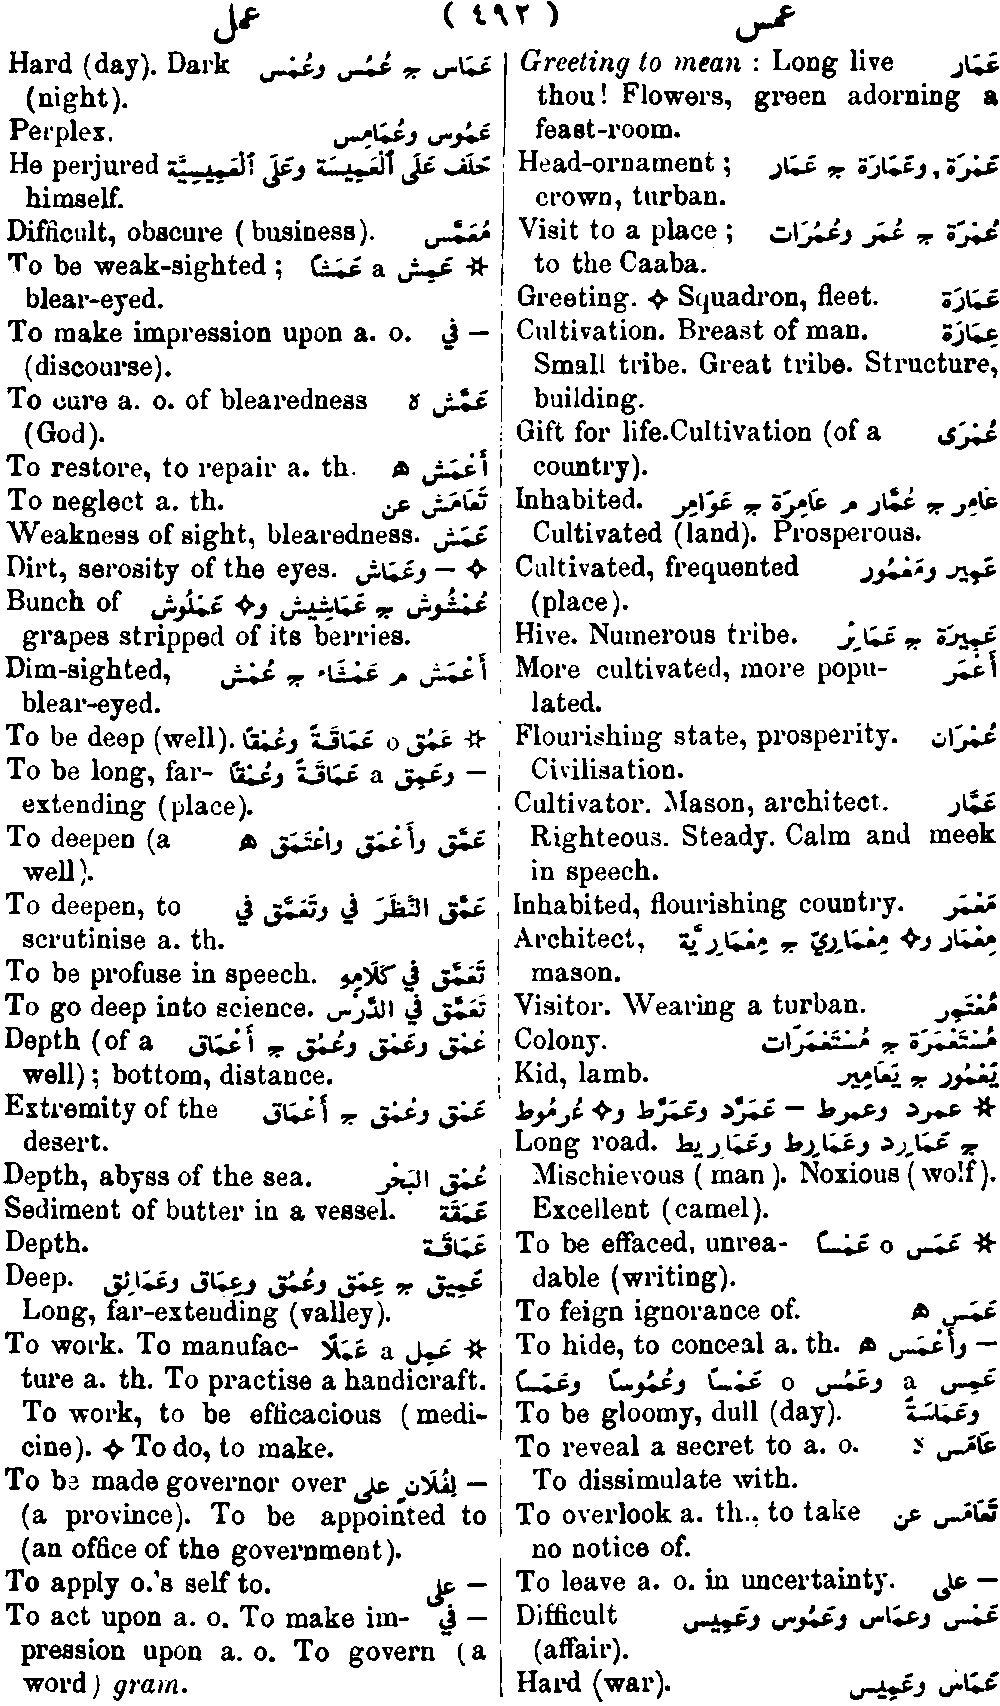 عمس ( ٤٩٢ ) عمل
Greeting to mean : Long live عَمَار
thou! Flowers, green adorning a
feast-room.
Head-ornament ; عَمْرَة, وعَمَارَة ج عَمَار
crown, turban.
Visit to a place ; عُمْرَة ج عُمَر وعُمُرَات
to the Caaba.
Greeting. ✧ Squadron, fleet. عَمَارَة
Cultivation. Breast of man. عِمَارَة
Small tribe. Great tribe. Structure,
building.
Gift for life.Cultivation (of a عُمْرَى
country).
Inhabited. عَامِر ج عُمَّار م عَامِرَة ج عَوَامِر
Cultivated (land). Prosperous.
Cultivated, frequented عَمِير ومَعْمُور
(place).
Hive. Numerous tribe. عَمِيرَة ج عَمَائِر
More cultivated, more popu- أَعْمَر
lated.
Flourishing state, prosperity. عُمْرَان
Civilisation.
Cultivator. Mason, architect. عَمَّار
Righteous. Steady. Calm and meek
in speech.
Inhabited, flourishing country. مَعْمَر
Architect, مِعْمَار و✧ مِعْمَارِيّ ج مِعْمَارِيَّة
mason.
Visitor. Wearing a turban. مُعْتَمِر
Colony. مُسْتَعْمَرَة ج مُسْتَعْمَرَات
Kid, lamb. يَعْمُور ج يَعَامِير
✲ عمرد وعمرط – عَمَرَّد وعَمَرَّط و✧ عُرمُوط
Long road. ج عَمَارِد وعَمَارِط وعَمَارِيط
Mischievous ( man ). Noxious ( wolf).
Excellent (camel).
To be effaced, unrea- ✲ عَمَس o عَمْسًا
dable (writing).
To feign ignorance of. عَمَس ه
To hide, to conceal a. th. – وأَعْمَس ه
عَمِس a وعَمُس o عَمْسًا وعُمُوسًا وعَمَسًا
To be gloomy, dull (day). وعَمَاسَةً
To reveal a secret to a. o. عَامَس لا
To dissimulate with.
To overlook a. th., to take تَعَامَس عن
no notice of.
To leave a. o. in uncertainty. – على
Difficult عَمْس وعَمَاس وعَمُوس وعَمِيس
(affair).
Hard (war). عَمَاس وعَمِيس
Hard (day). Dark عَمَاس ج عُمُس وعُمْس
(night).
Perplex. عَمُوس وعُمَامِس
He perjured حَلَف عَلَى ٱلْعَمِيسَة وعَلَى ٱلْعَمِيسِيَّة
himself.
Difficult, obscure ( business). مُعَمَّس
To be weak-sighted ; ✲ عَمِش a عَمَشًا
blear-eyed.
To make impression upon a. o. – في
(discourse).
To cure a. o. of blearedness عَمَّش لا
(God).
To restore, to repair a. th. أَعْمَش ه
To neglect a. th. تَعَامَش عن
Weakness of sight, blearedness. عَمَش
Dirt, serosity of the eyes. ✧ – وعَمَاش
Bunch of عُمْشُوش ج عَمَاشِيش و✧ عَمْلُوش
grapes stripped of its berries.
Dim-sighted, أَعْمَش م عَمْشَاء ج عُمْش
blear-eyed.
To be deep (well). ✲ عَمُق o عَمَاقَةً وعُمْقًا
To be long, far- – وعَمِق a عَمَاقَةً وعُمْقًا
extending (place).
To deepen (a عَمَّق وأَعْمَق واعْتَمَق ه
well).
To deepen, to عَمَّق النَّظَرَ في وتَعَمَّق في
scrutinise a. th.
To be profuse in speech. تَعَمَّق في كَلَامِهِ
To go deep into science. تَعَمَّق في الدَّرْس
Depth (of a عُمْق وعَمْق وعُمُق ج أَعْمَاق
well) ; bottom, distance.
Extremity of the عَمْق وعُمْق ج أَعْمَاق
desert.
Depth, abyss of the sea. عُمْق البَحْر
Sediment of butter in a vessel. عَمَقَة
Depth. عَمَاقَة
Deep. عَمِيق ج عِمَق وعُمُق وعِمَاق وعَمَائِق
Long, far-extending (valley).
To work. To manufac- ✲ عَمِل a عَمَلًا
ture a. th. To practise a handicraft.
To work, to be efficacious ( medi-
cine). ✧ To do, to make.
To be made governor over – لِفُلَانٍ على
(a province). To be appointed to
(an office of the government).
To apply o.'s self to. – على
To act upon a. o. To make im- – في
pression upon a. o. To govern (a
word) gram.